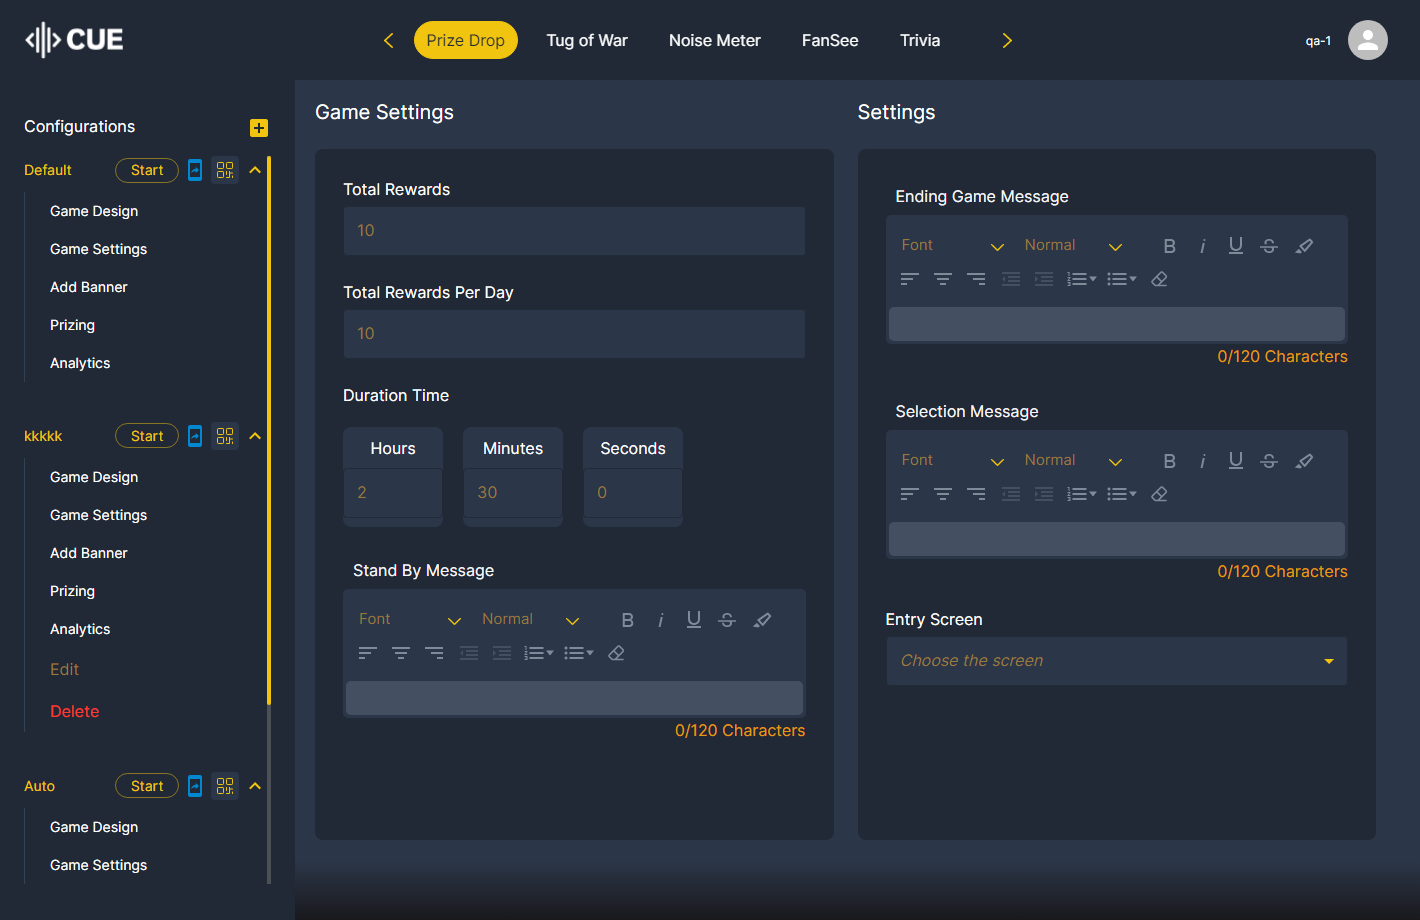 CUE
Prize Drop
Tug of War
Noise Meter
FanSee
Trivia
qa-1
Configurations
Default
Start
Game Design
Game Settings
Add Banner
Prizing
Analytics
kkkkk
Start
Game Design
Game Settings
Add Banner
Prizing
Analytics
Edit
Delete
Auto
Start
Game Design
Game Settings
Game Settings
Total Rewards
10
Total Rewards Per Day
10
Duration Time
Hours
Minutes
Seconds
2
30
0
Stand By Message
Font
Normal
B
i
U
S
0/120 Characters
Settings
Ending Game Message
Font
Normal
B
i
U
S
0/120 Characters
Selection Message
Font
Normal
B
i
U
S
0/120 Characters
Entry Screen
Choose the screen